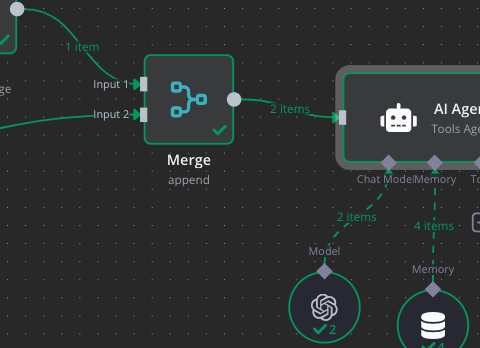 1 item
ge
Input 1
Input 2
2 items
Merge
append
AI Agen
Tools Age
Chat Model
Memory
To
2 items
4 items
Model
Memory
2
4